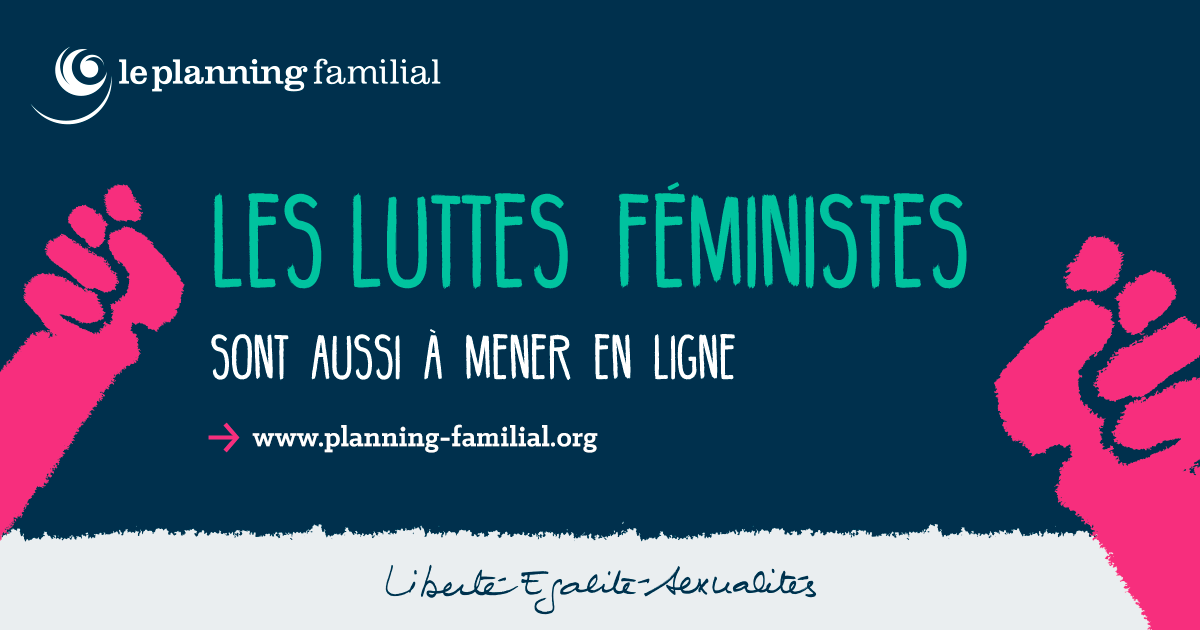 le planning familial
LES LUTTES FÉMINISTES
SONT AUSSI À MENER EN LIGNE
→ www.planning-familial.org
Liberté-Egalité-Sexualités